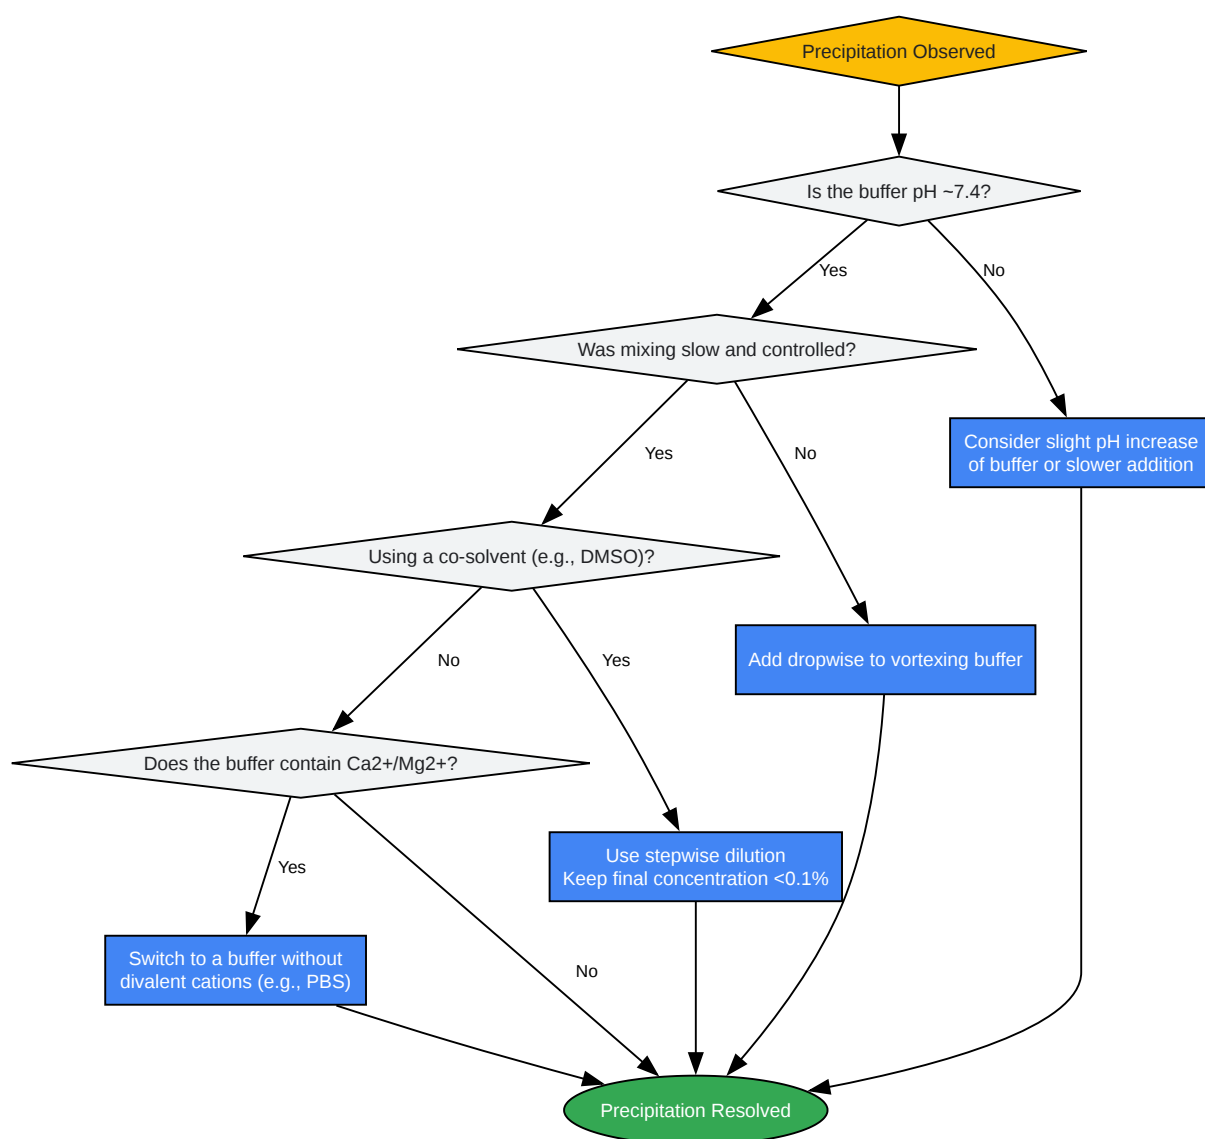 Precipitation Observed
Is the buffer pH ~7.4?
Yes
No
Was mixing slow and controlled?
Consider slight pH increase
of buffer or slower addition
Yes
No
Using a co-solvent (e.g., DMSO)?
Add dropwise to vortexing buffer
No
Yes
Does the buffer contain Ca2+/Mg2+?
Use stepwise dilution
Keep final concentration <0.1%
Yes
No
Switch to a buffer without
divalent cations (e.g., PBS)
Precipitation Resolved